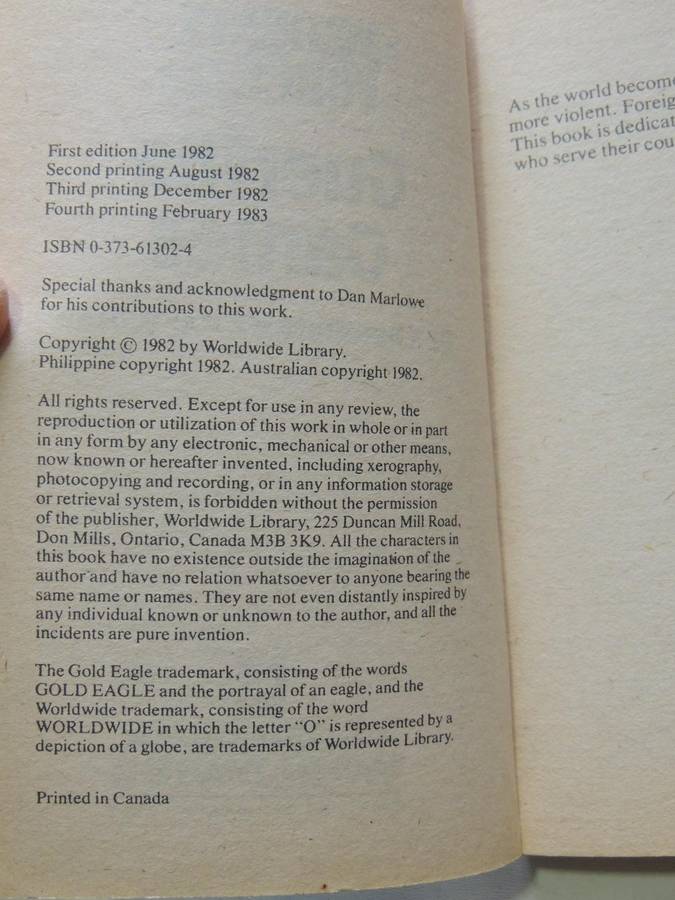 First edition June 1982
Second printing August 1982
Third printing December 1982
Fourth printing February 1983
ISBN 0-373-61302-4
Special thanks and acknowledgment to Dan Marlowe
for his contributions to this work.
Copyright © 1982 by Worldwide Library.
Philippine copyright 1982. Australian copyright 1982.
All rights reserved. Except for use in any review, the
reproduction or utilization of this work in whole or in part
in any form by any electronic, mechanical or other means,
now known or hereafter invented, including xerography,
photocopying and recording, or in any information storage
or retrieval system, is forbidden without the permission
of the publisher, Worldwide Library, 225 Duncan Mill Road,
Don Mills, Ontario, Canada M3B 3K9. All the characters in
this book have no existence outside the imagination of the
author and have no relation whatsoever to anyone bearing the
same name or names. They are not even distantly inspired by
any individual known or unknown to the author, and all the
incidents are pure invention.
The Gold Eagle trademark, consisting of the words
GOLD EAGLE and the portrayal of an eagle, and the
Worldwide trademark, consisting of the word
WORLDWIDE in which the letter “O” is represented by a
depiction of a globe, are trademarks of Worldwide Library.
Printed in Canada
As the world become
more violent. Foreig
This book is dedicat
who serve their cou